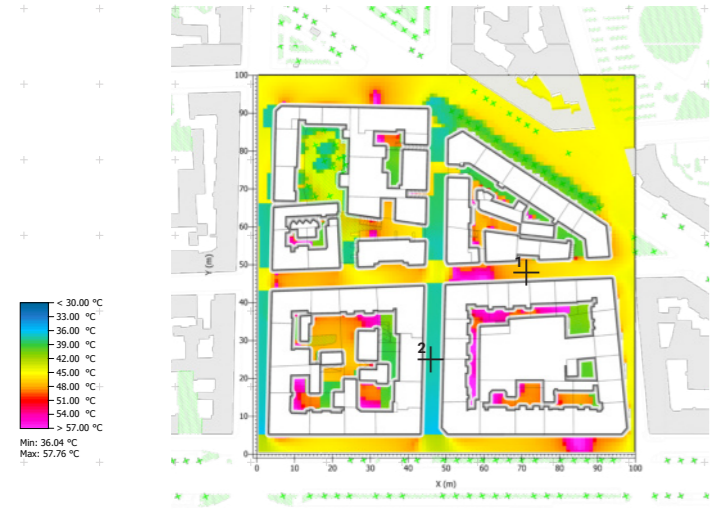 100
90
80
70
60
50
40
30
20
10
0
Y (m)
1
2
0 10 20 30 40 50 60 70 80 90 100
X (m)
< 30.00 °C
33.00 °C
36.00 °C
39.00 °C
42.00 °C
45.00 °C
48.00 °C
51.00 °C
54.00 °C
> 57.00 °C
Min: 36.04 °C
Max: 57.76 °C